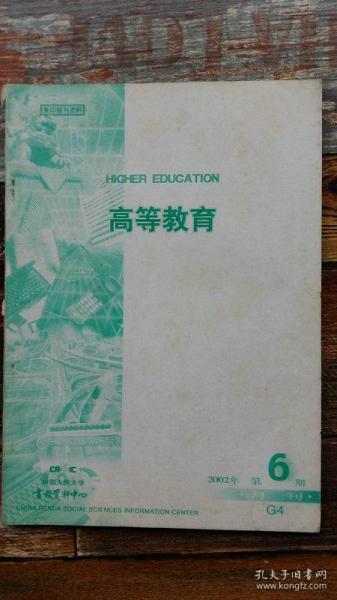 复印报刊资料
HIGHER EDUCATION
高等教育
中国人民大学
书报资料中心
CHINA RENDA SOCIAL SCIENCES INFORMATION CENTER
2002年 第 6 期
月 刊
G4
孔夫子旧书网